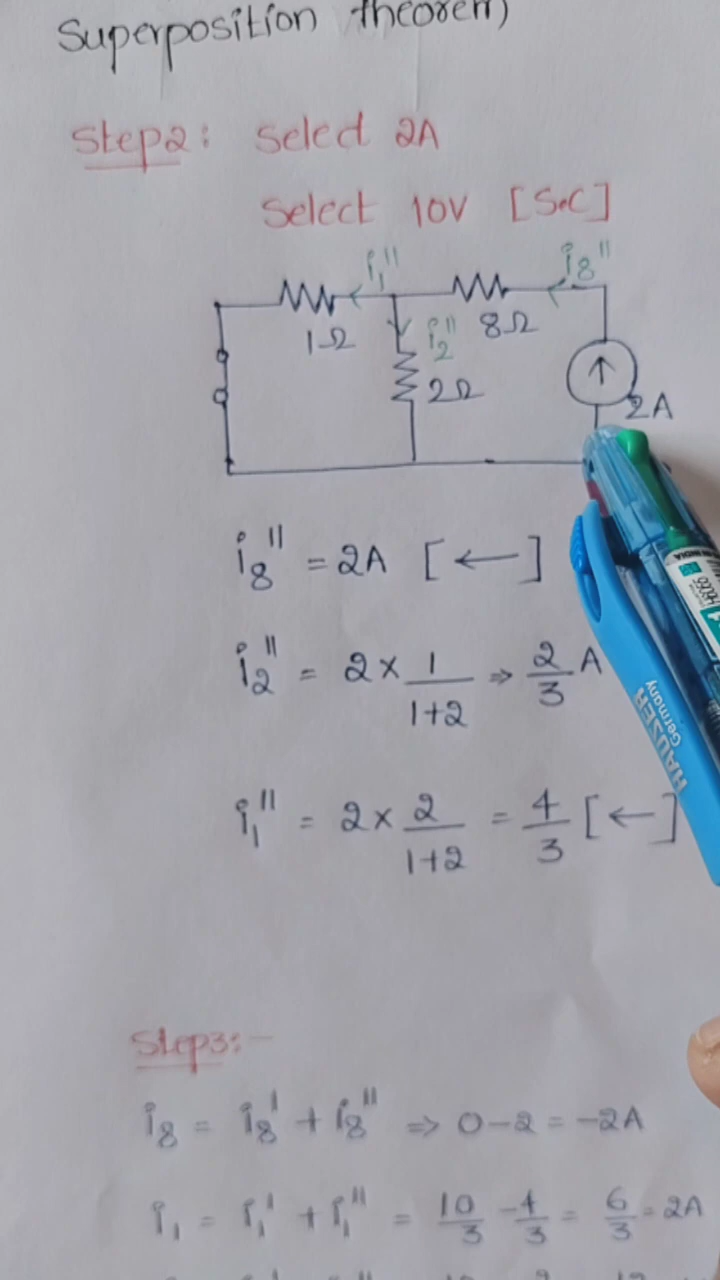 Superposition theorem)
Step2: Select 2A
Select 10V [S.C]
i₁" i₈"
1Ω i₂" 8Ω
2Ω 2A
i₈" = 2A [←]
i₂" = 2 × 1/(1+2) ⇒ 2/3 A
i₁" = 2 × 2/(1+2) = 4/3 [←]
HAUSER
Germany
Step3:-
i₈ = i₈' + i₈" ⇒ 0-2 = -2A
i₁ = i₁' + i₁" = 10/3 - 4/3 = 6/3 = 2A